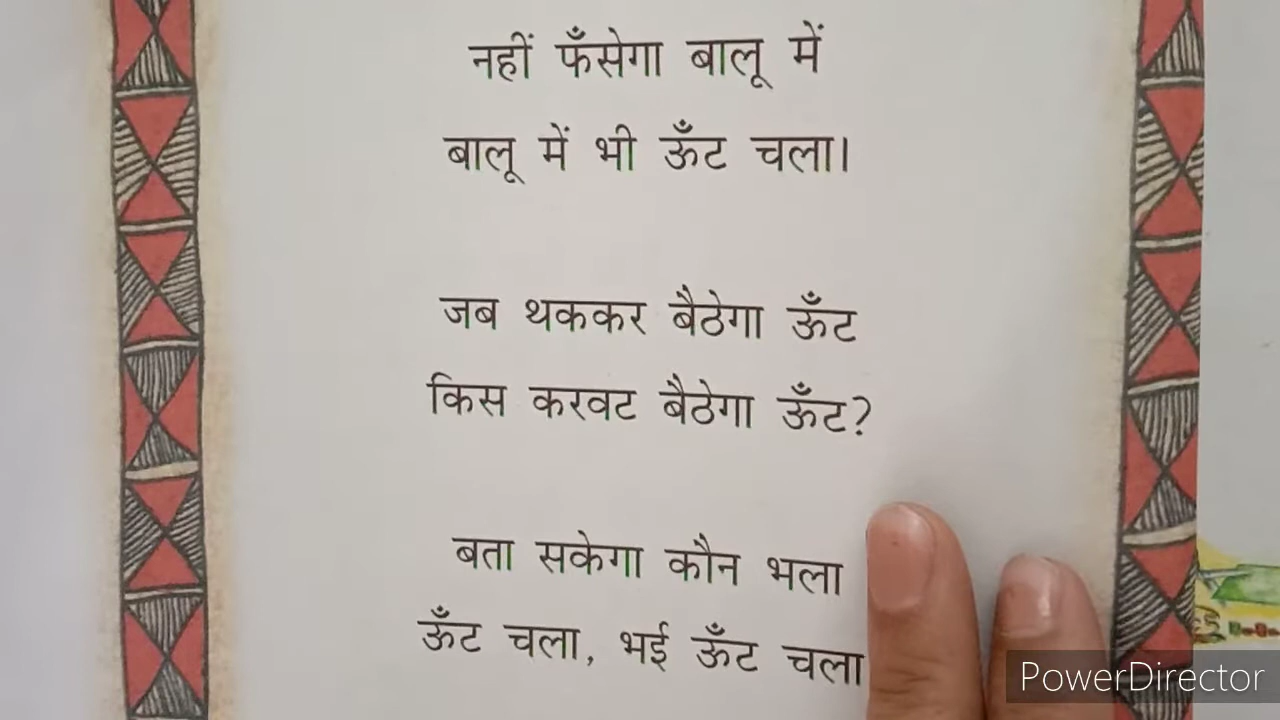 नहीं फँसेगा बालू में
बालू में भी ऊँट चला।
जब थककर बैठेगा ऊँट
किस करवट बैठेगा ऊँट?
बता सकेगा कौन भला
ऊँट चला, भई ऊँट चला
PowerDirector